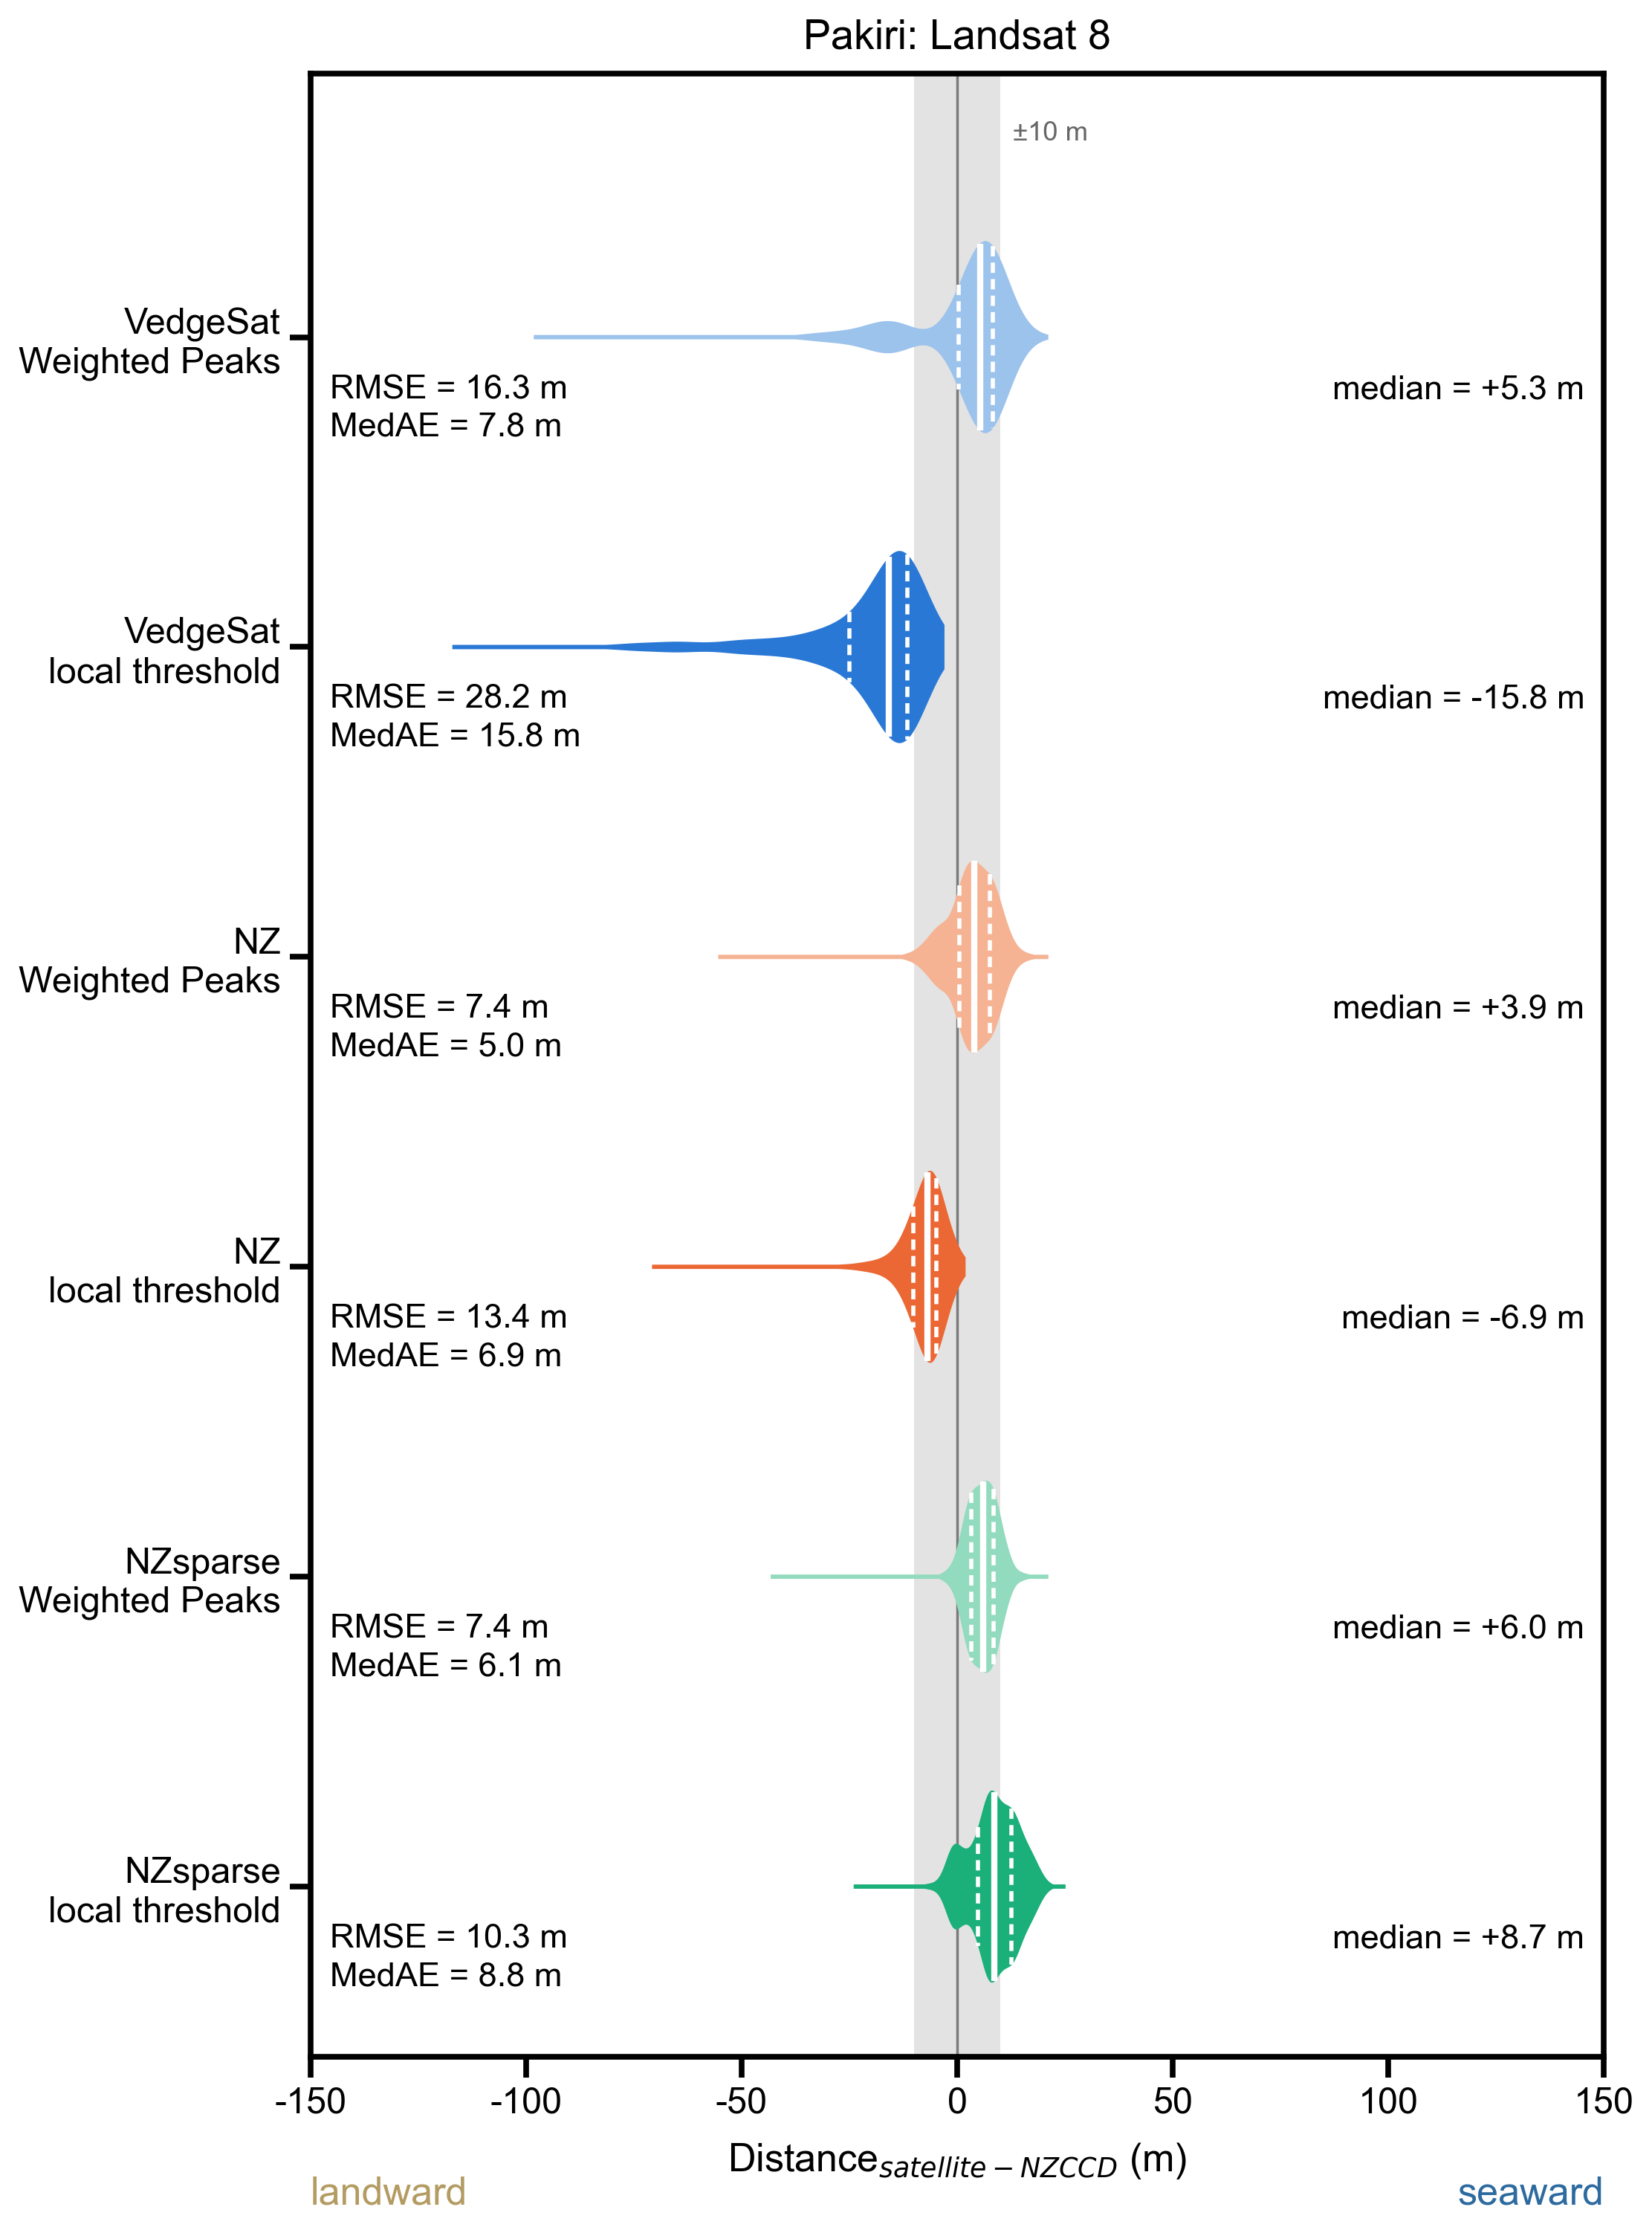 Pakiri: Landsat 8
±10 m
VedgeSat
Weighted Peaks
RMSE = 16.3 m
MedAE = 7.8 m
median = +5.3 m
VedgeSat
local threshold
RMSE = 28.2 m
MedAE = 15.8 m
median = -15.8 m
NZ
Weighted Peaks
RMSE = 7.4 m
MedAE = 5.0 m
median = +3.9 m
NZ
local threshold
RMSE = 13.4 m
MedAE = 6.9 m
median = -6.9 m
NZsparse
Weighted Peaks
RMSE = 7.4 m
MedAE = 6.1 m
median = +6.0 m
NZsparse
local threshold
RMSE = 10.3 m
MedAE = 8.8 m
median = +8.7 m
-150 -100 -50 0 50 100 150
Distance satellite − NZCCD (m)
landward seaward